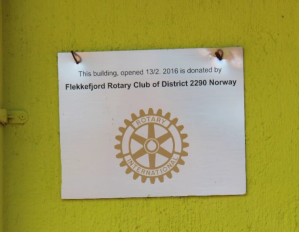 This building, opened 13/2. 2016 is donated by
Flekkefjord Rotary Club of District 2290 Norway
ROTARY
INTERNATIONAL